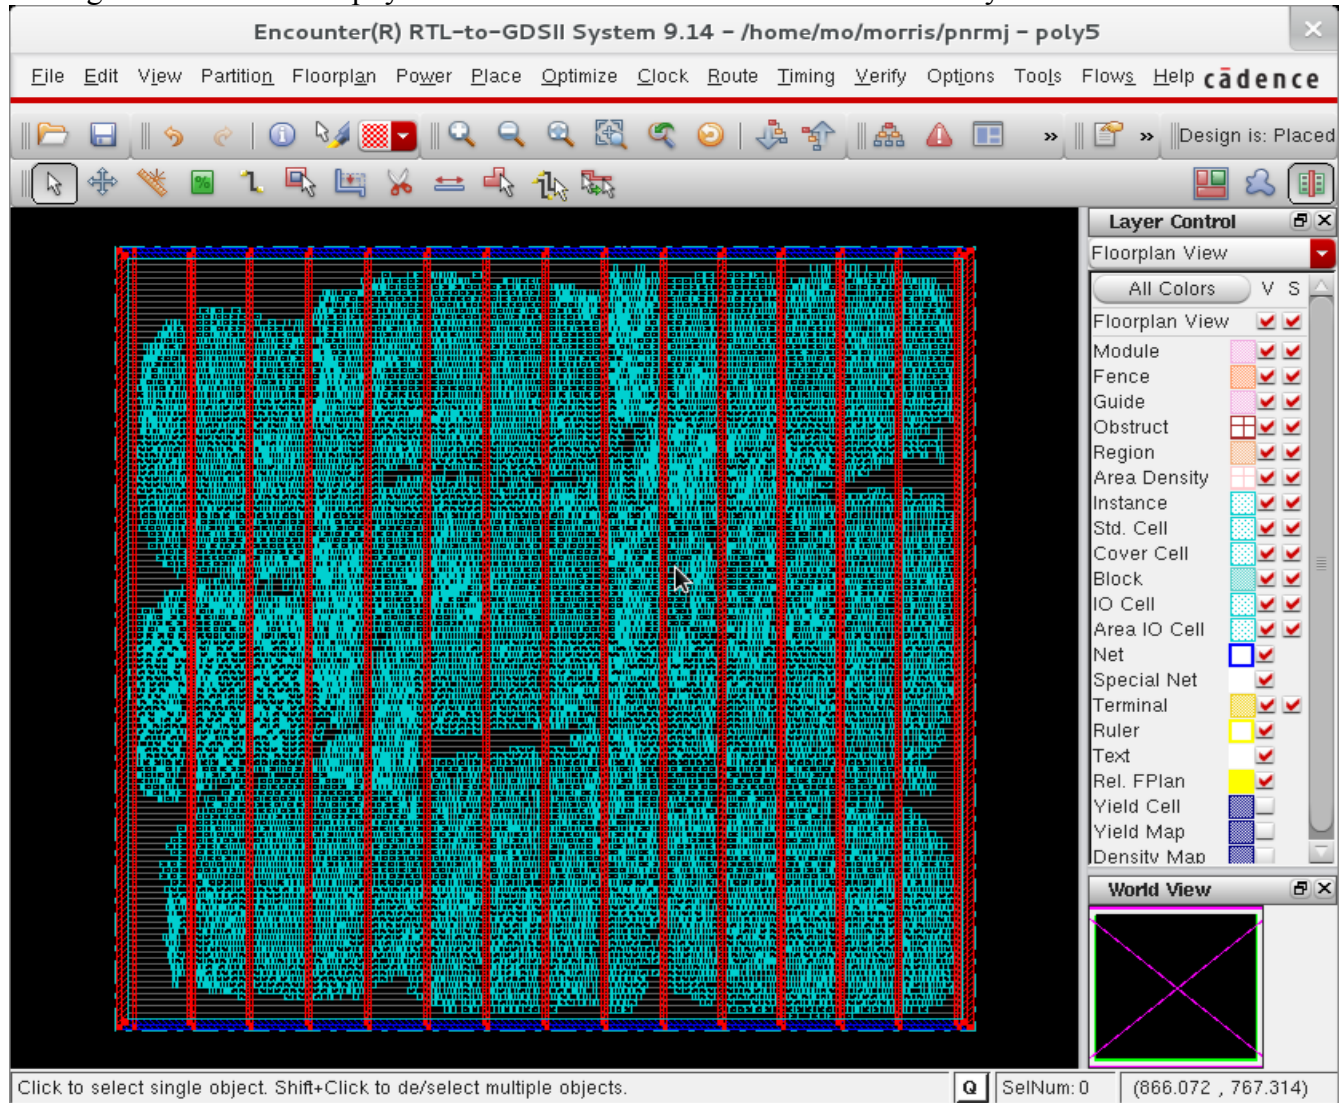 Encounter(R) RTL-to-GDSII System 9.14 - /home/mo/morris/pnrmj - poly5
File Edit View Partition Floorplan Power Place Optimize Clock Route Timing Verify Options Tools Flows Help cādence
» » Design is: Placed
Layer Control
Floorplan View
All Colors V S
Floorplan View
Module
Fence
Guide
Obstruct
Region
Area Density
Instance
Std. Cell
Cover Cell
Block
IO Cell
Area IO Cell
Net
Special Net
Terminal
Ruler
Text
Rel. FPlan
Yield Cell
Yield Map
Density Map
World View
Click to select single object. Shift+Click to de/select multiple objects. Q SelNum: 0 (866.072 , 767.314)